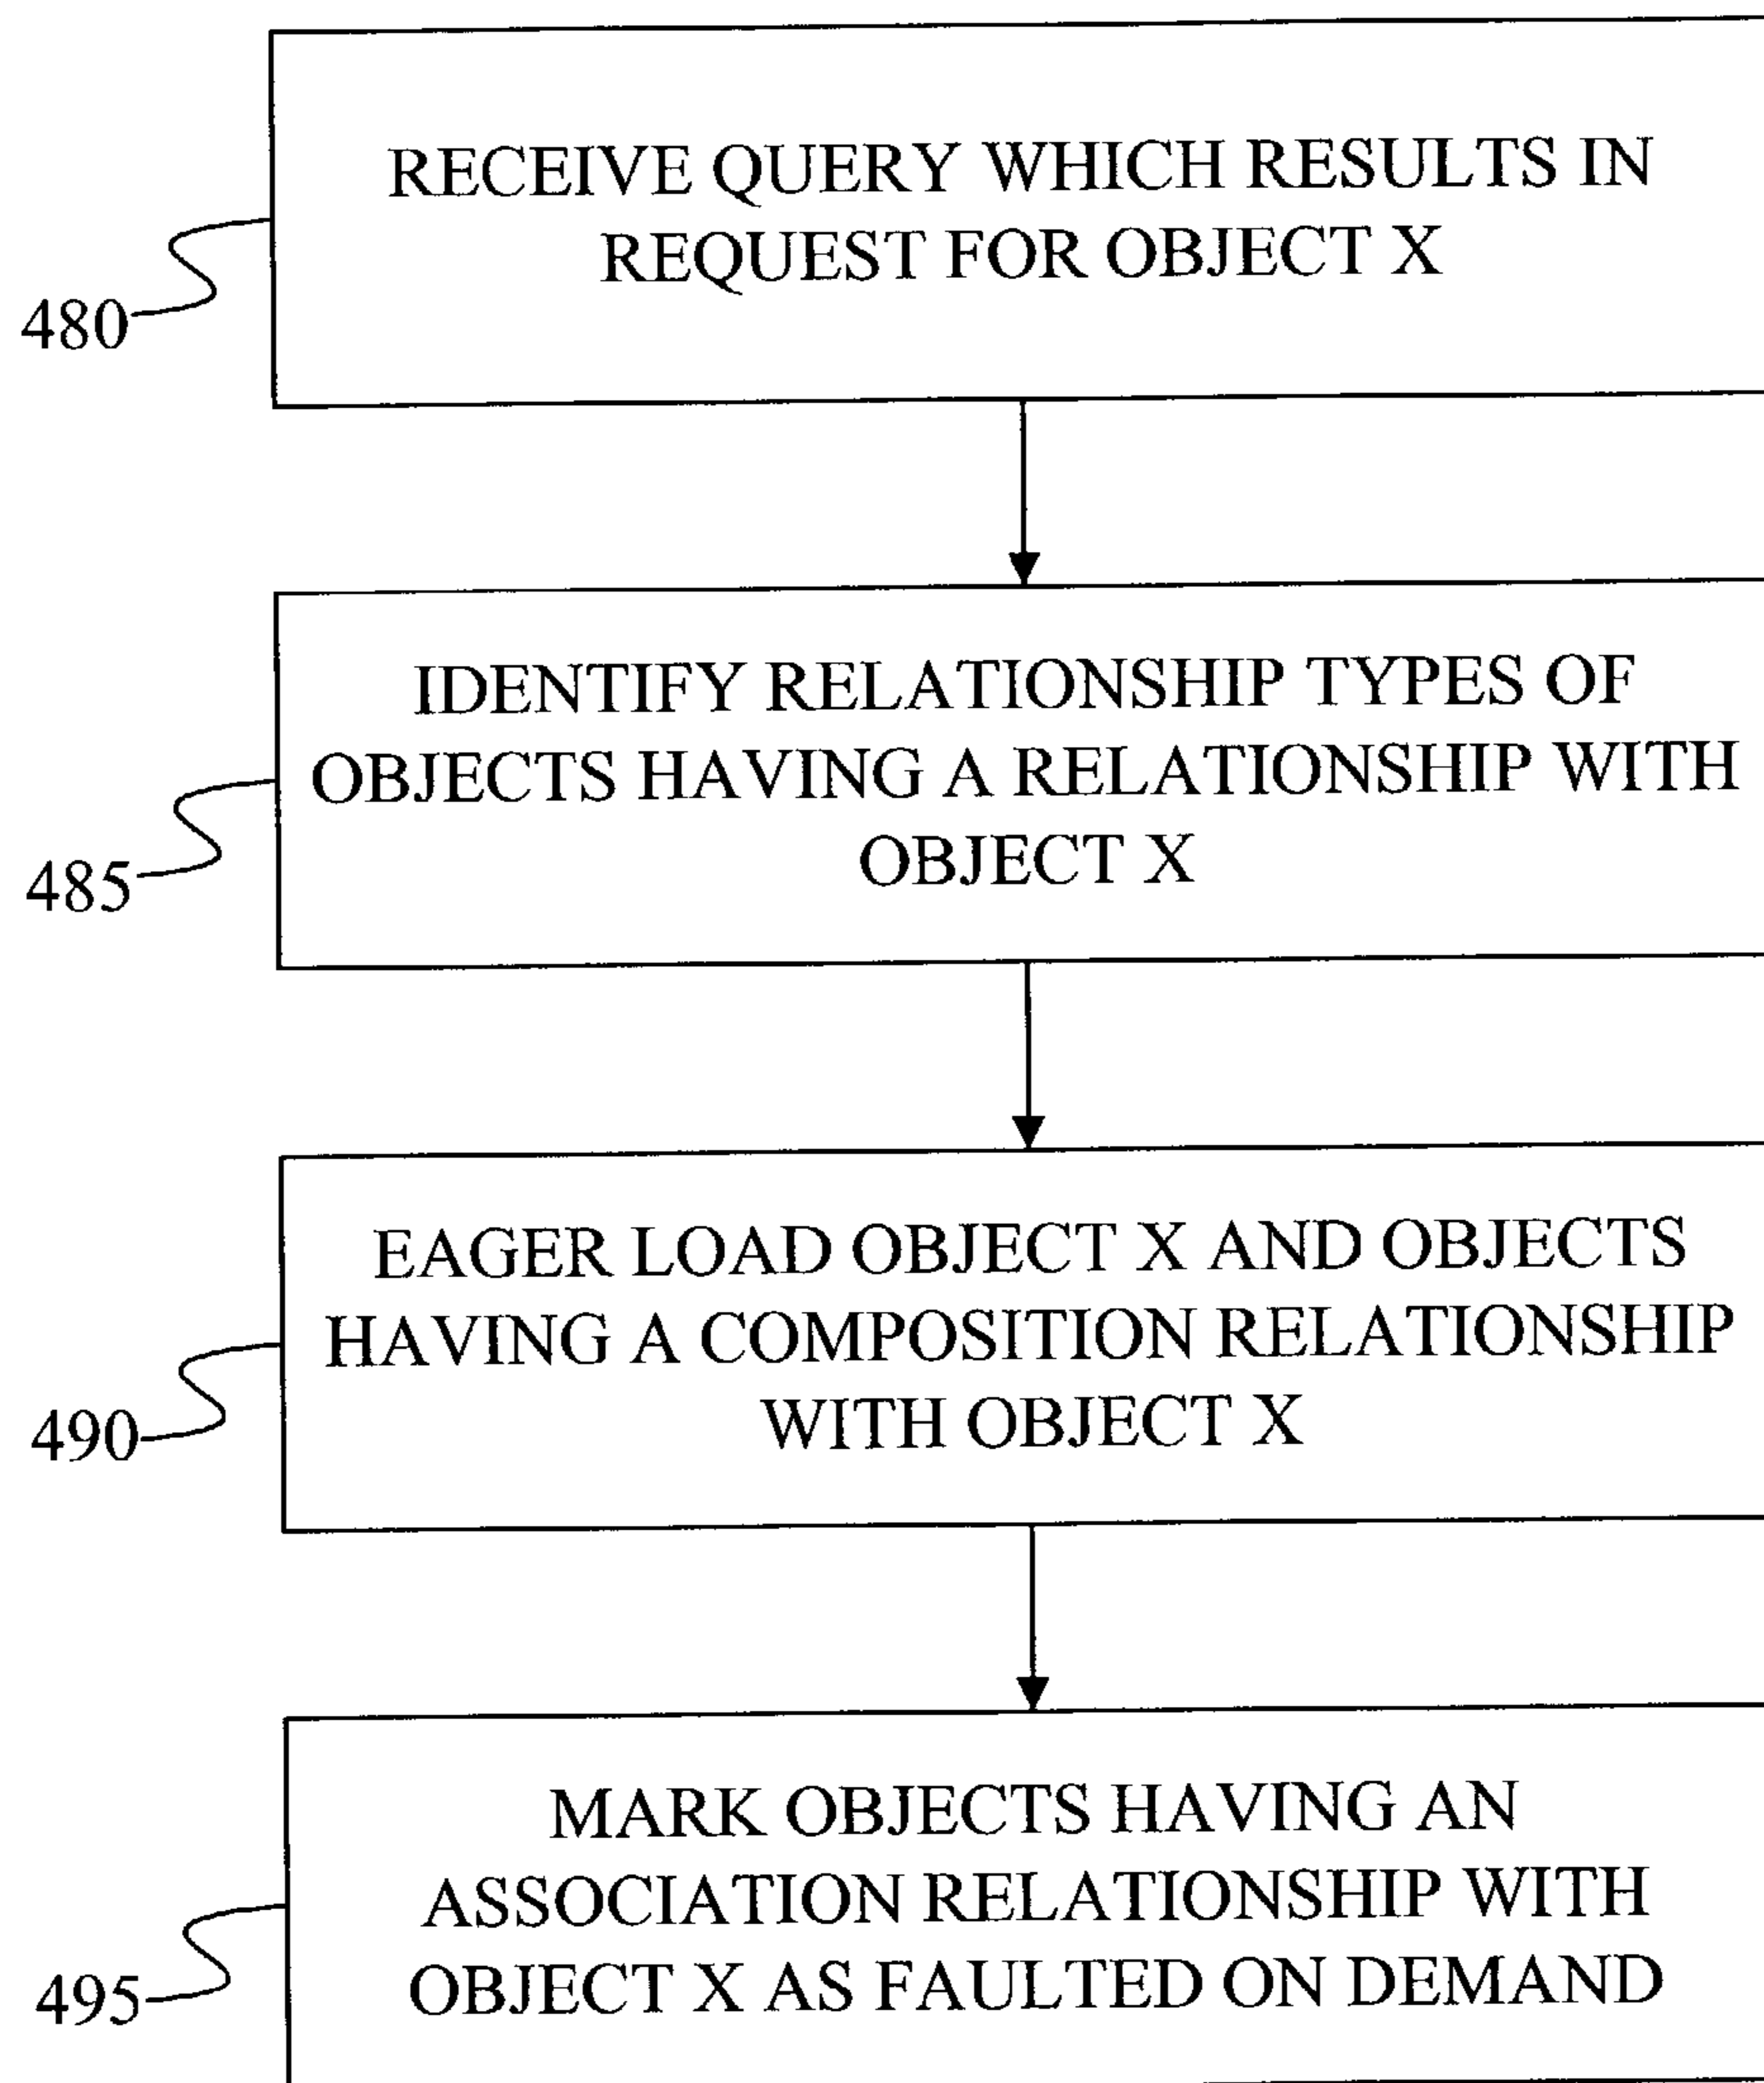 RECEIVE QUERY WHICH RESULTS IN
REQUEST FOR OBJECT X
480
IDENTIFY RELATIONSHIP TYPES OF
OBJECTS HAVING A RELATIONSHIP WITH
OBJECT X
485
EAGER LOAD OBJECT X AND OBJECTS
HAVING A COMPOSITION RELATIONSHIP
WITH OBJECT X
490
MARK OBJECTS HAVING AN
ASSOCIATION RELATIONSHIP WITH
OBJECT X AS FAULTED ON DEMAND
495